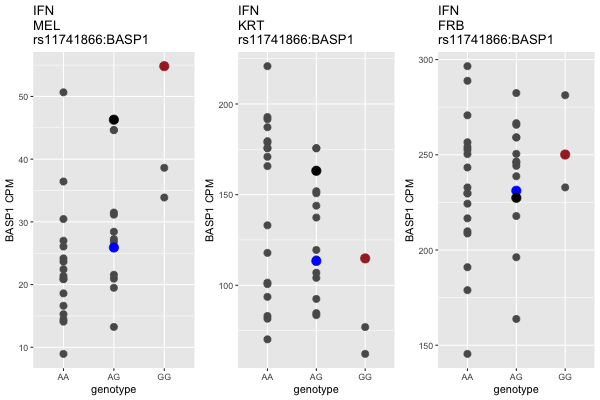 IFN
MEL
rs11741866:BASP1
BASP1 CPM
50
40
30
20
10
AA
AG
GG
genotype
IFN
KRT
rs11741866:BASP1
BASP1 CPM
200
150
100
AA
AG
GG
genotype
IFN
FRB
rs11741866:BASP1
BASP1 CPM
300
250
200
150
AA
AG
GG
genotype